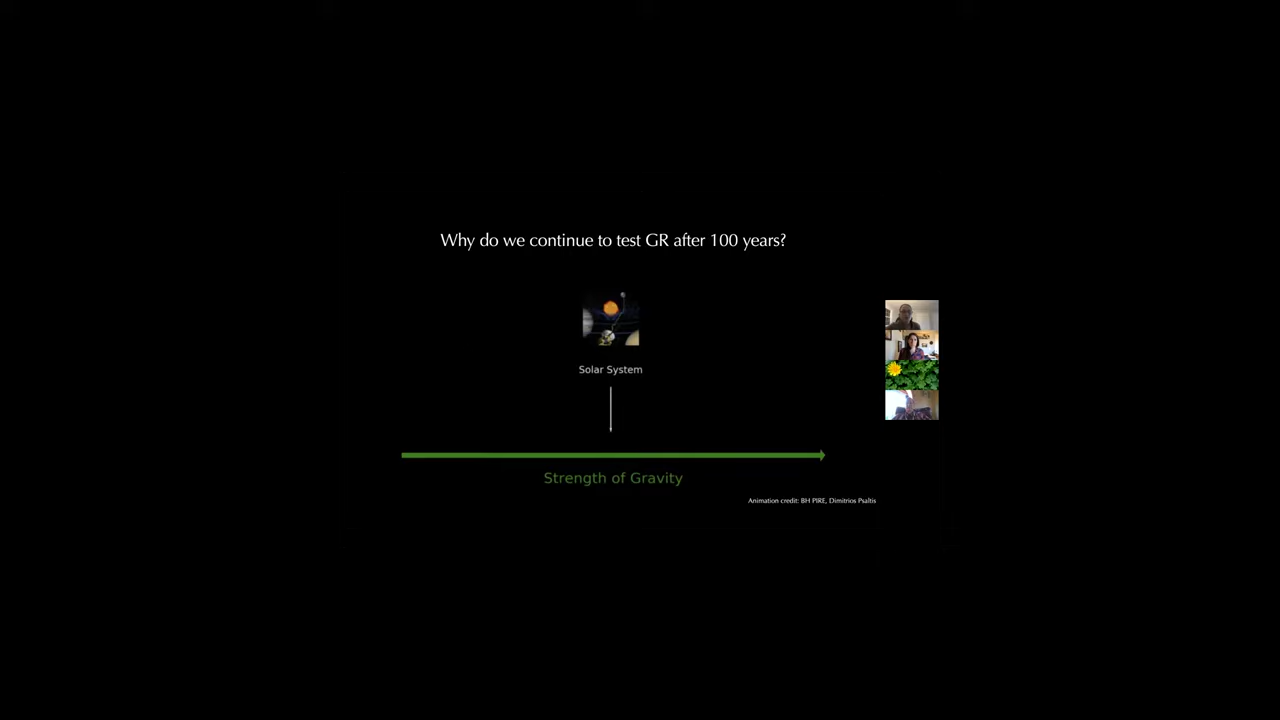 Why do we continue to test GR after 100 years?
Solar System
Strength of Gravity
Animation credit: BH PIRE, Dimitrios Psaltis